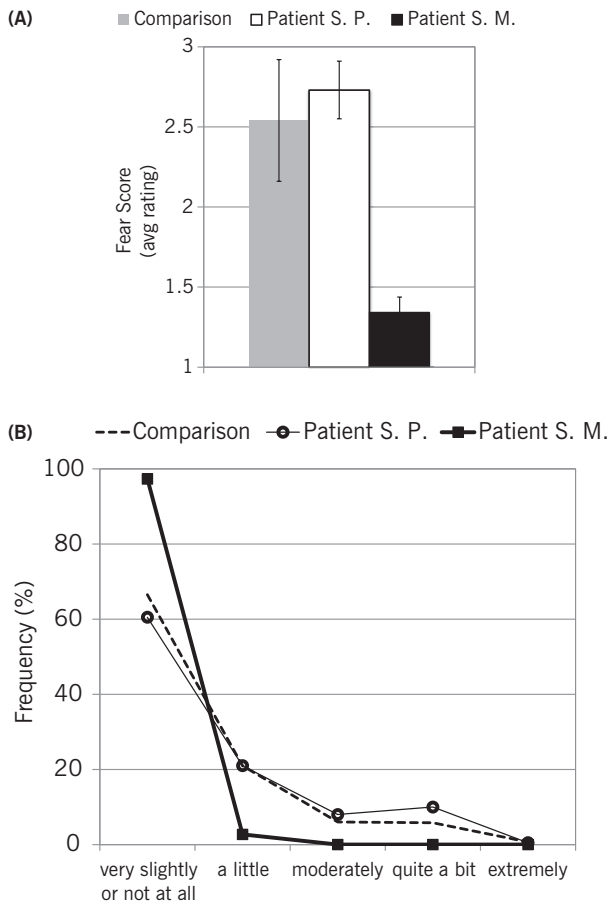 (A) Comparison Patient S. P. Patient S. M.
3
2.5
2
1.5
1
Fear Score
(avg rating)
(B) Comparison Patient S. P. Patient S. M.
100
80
60
40
20
0
Frequency (%)
very slightly a little moderately quite a bit extremely
or not at all